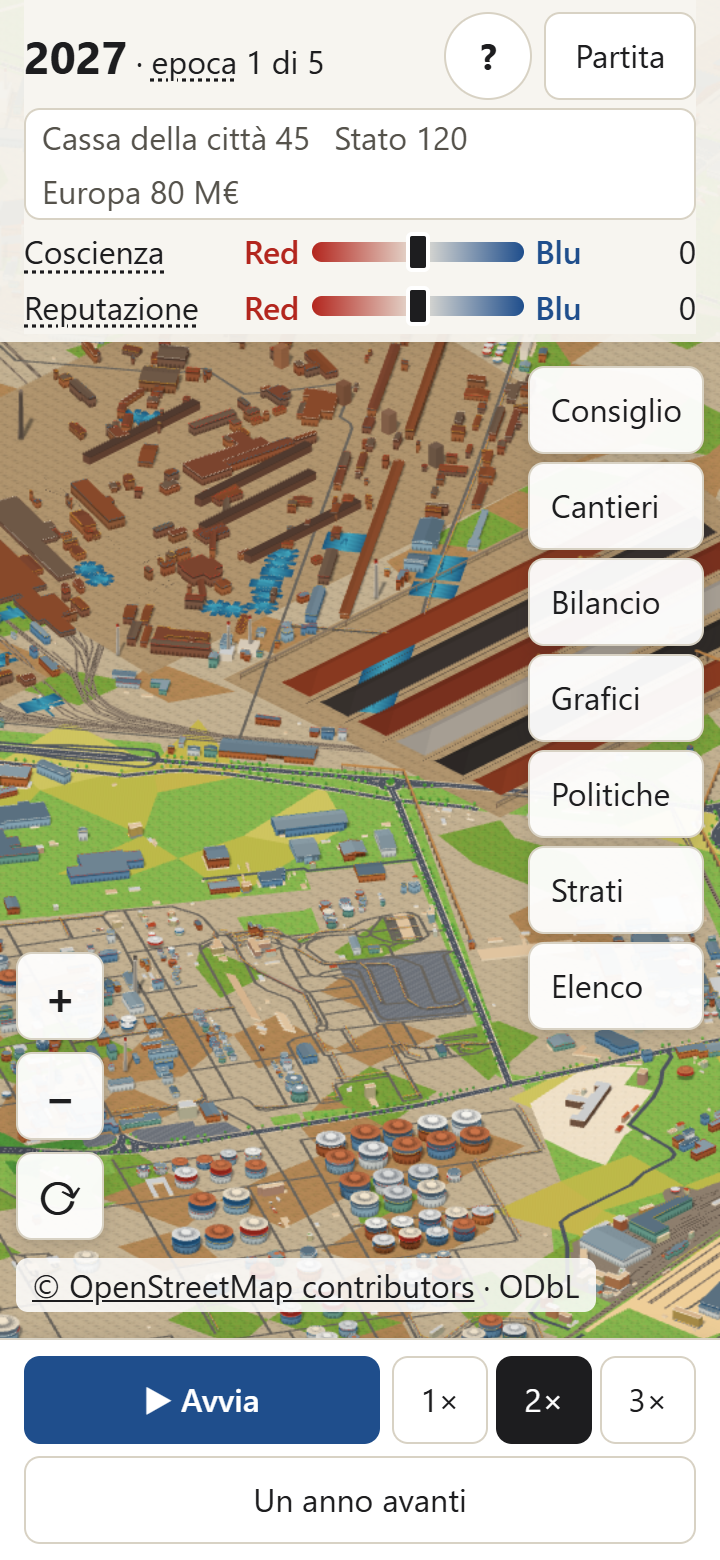 2027 · epoca 1 di 5
?
Partita
Cassa della città 45 Stato 120
Europa 80 M€
Coscienza Red Blu 0
Reputazione Red Blu 0
Consiglio
Cantieri
Bilancio
Grafici
Politiche
Strati
Elenco
+
−
© OpenStreetMap contributors · ODbL
▶ Avvia 1× 2× 3×
Un anno avanti